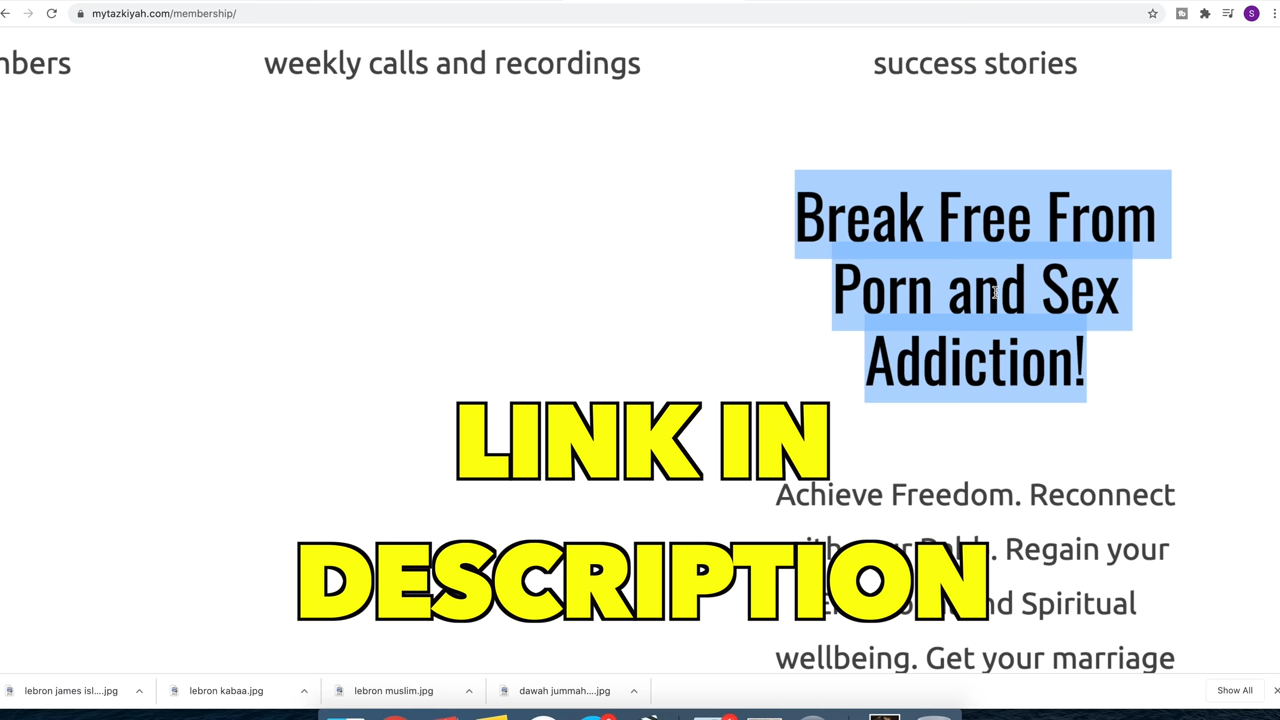 mytazkiyah.com/membership/
S
weekly calls and recordings
success stories
Break Free From
Porn and Sex
Addiction!
LINK IN
DESCRIPTION
Achieve Freedom. Reconnect
Regain your
Spiritual
wellbeing. Get your marriage
lebron james isl....jpg
lebron kabaa.jpg
lebron muslim.jpg
dawah jummah....jpg
Show All